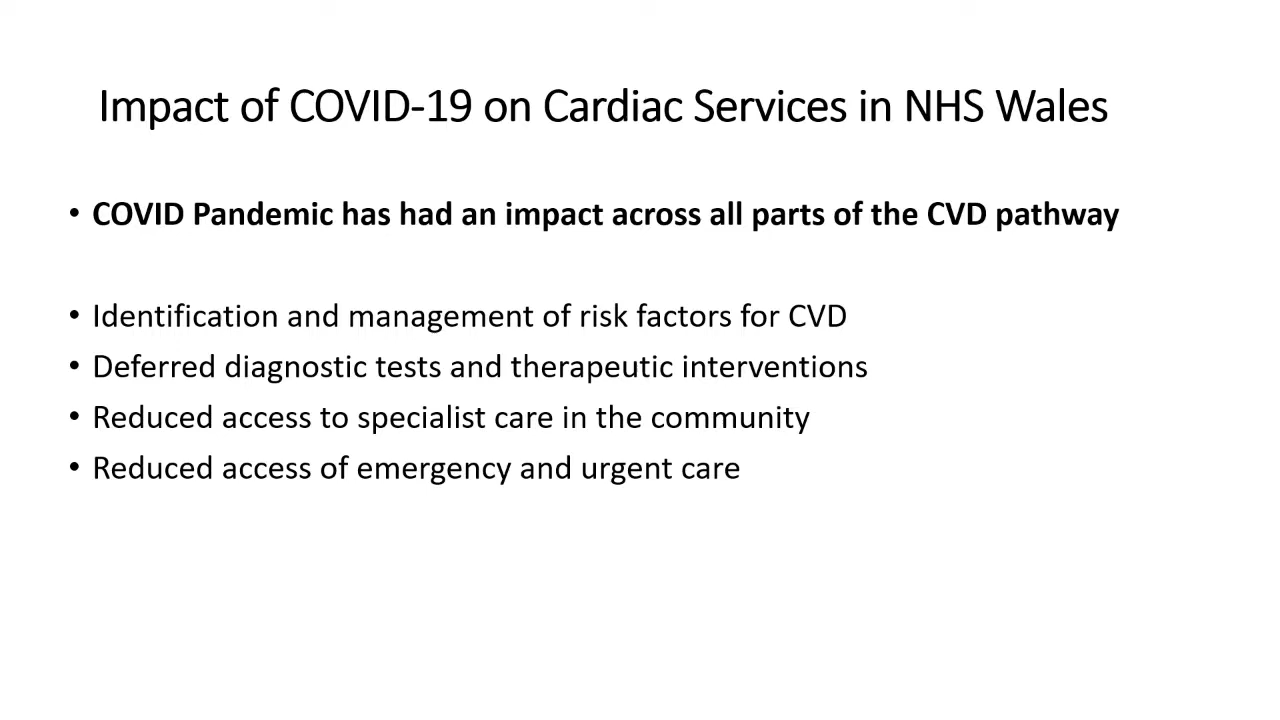 Impact of COVID-19 on Cardiac Services in NHS Wales
• COVID Pandemic has had an impact across all parts of the CVD pathway
• Identification and management of risk factors for CVD
• Deferred diagnostic tests and therapeutic interventions
• Reduced access to specialist care in the community
• Reduced access of emergency and urgent care